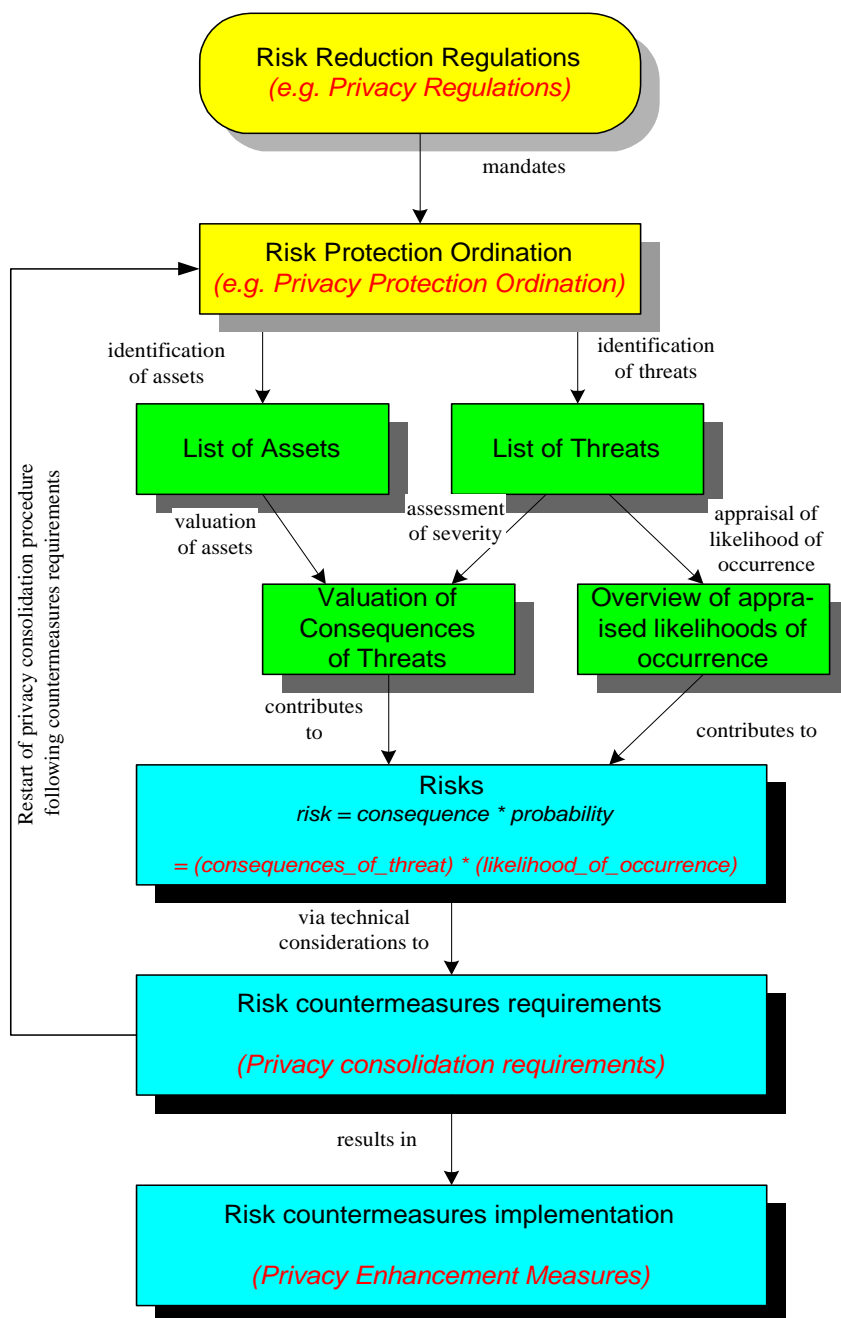 Risk Reduction Regulations
(e.g. Privacy Regulations)
mandates
Risk Protection Ordination
(e.g. Privacy Protection Ordination)
identification
of assets
identification
of threats
List of Assets
List of Threats
valuation
of assets
assessment
of severity
appraisal of
likelihood of
occurrence
Valuation of
Consequences
of Threats
Overview of appra-
ised likelihoods of
occurrence
contributes
to
contributes to
Risks
risk = consequence * probability
= (consequences_of_threat) * (likelihood_of_occurrence)
via technical
considerations to
Risk countermeasures requirements
(Privacy consolidation requirements)
results in
Risk countermeasures implementation
(Privacy Enhancement Measures)
Restart of privacy consolidation procedure
following countermeasures requirements